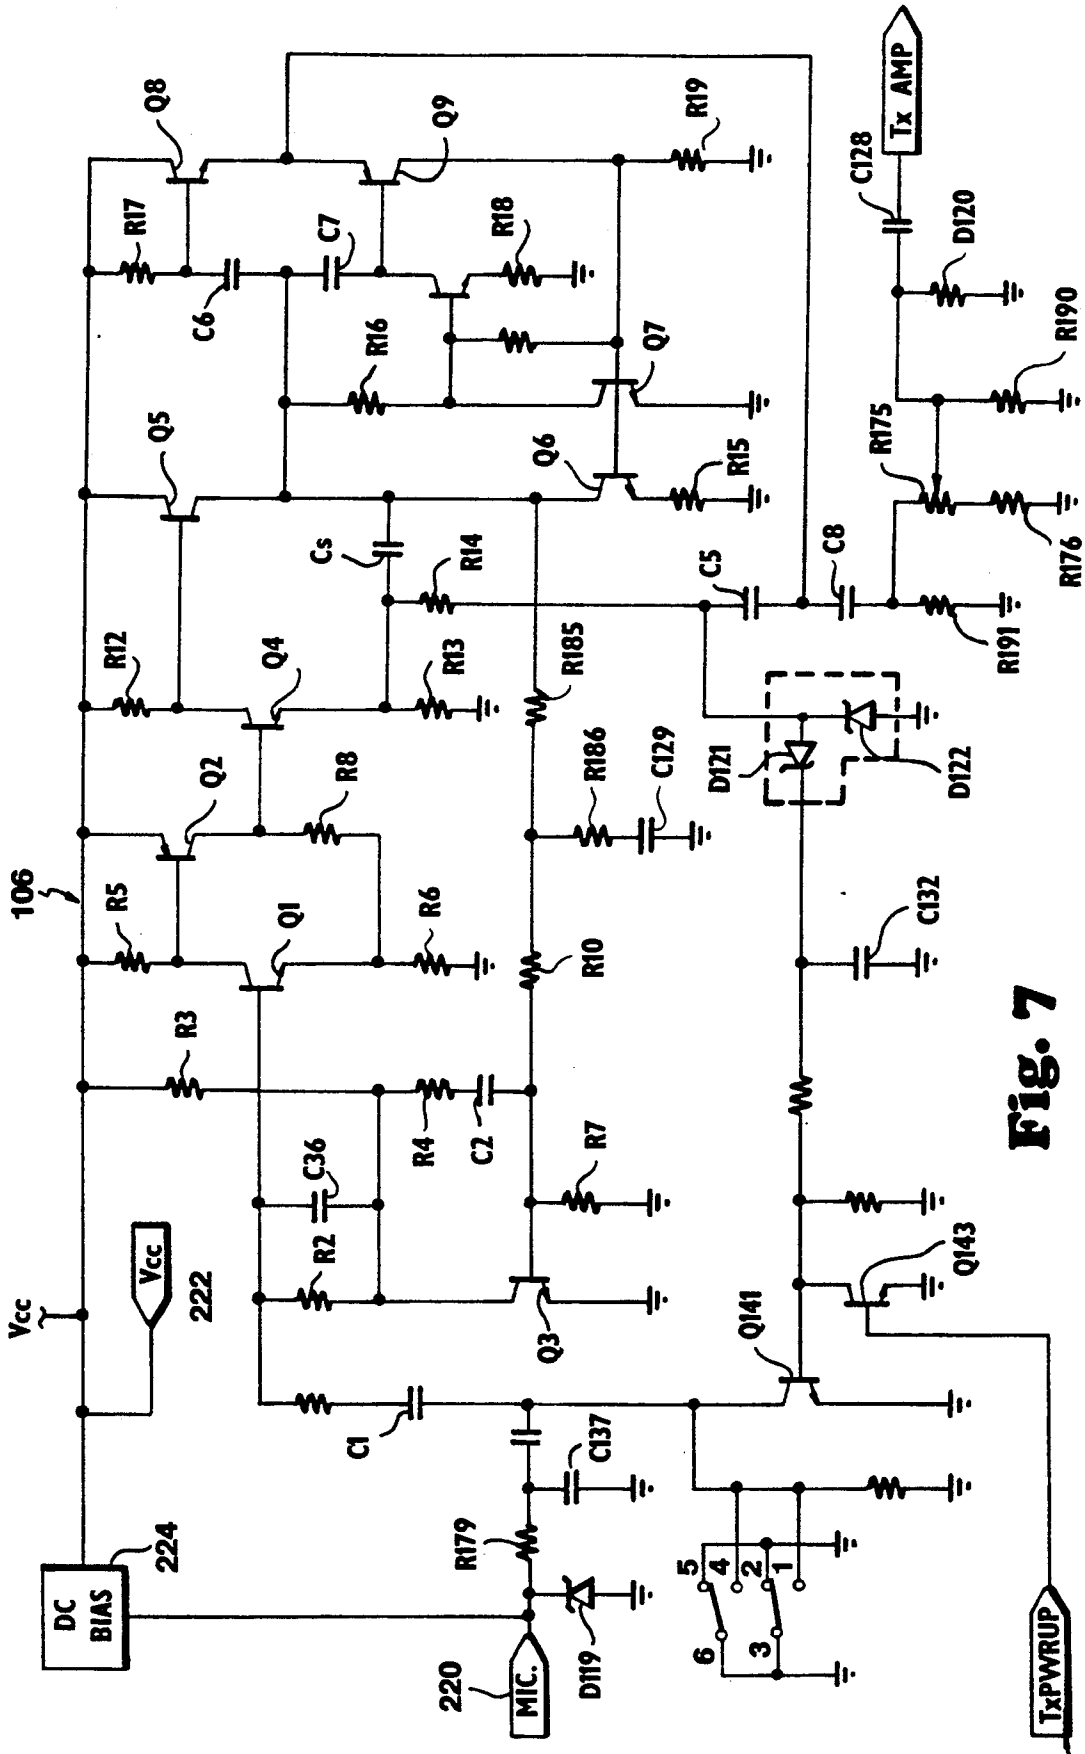 106
Vcc
Vcc
222
DC
BIAS
224
R3
R5
Q2
R12
Q5
R17
Q8
Q1
Q4
C6
C7
Q9
R2
C36
R6
R8
R16
R18
R4
R13
Cs
C2
R14
Q6
Q7
R19
C1
Q3
R7
R10
R186
R185
R15
C129
MIC.
220
R179
C137
D119
D121
D122
C5
C8
C128
Tx AMP
Q141
C132
R175
D120
5
4
2
1
6
3
Q143
R191
R176
R190
TxPWRUP
Fig. 7